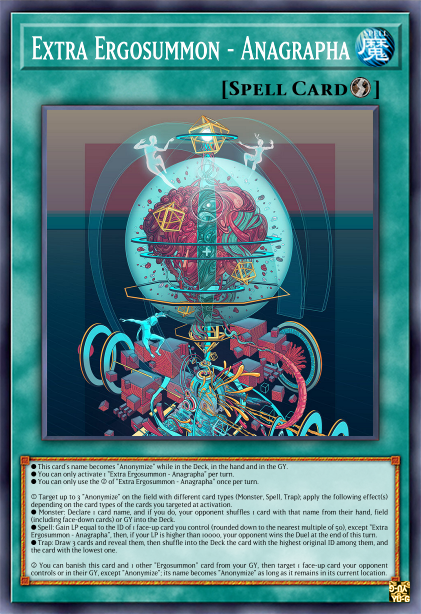 Extra Ergosummon - Anagrapha
SPELL
魔
[Spell Card]
● This card's name becomes "Anonymize" while in the Deck, in the hand and in the GY.
● You can only activate 1 "Extra Ergosummon - Anagrapha" per turn.
● You can only use the ② of "Extra Ergosummon - Anagrapha" once per turn.
① Target up to 3 "Anonymize" on the field with different card types (Monster, Spell, Trap); apply the following effect(s)
depending on the card types of the cards you targeted at activation.
● Monster: Declare 1 card name, and if you do, your opponent shuffles 1 card with that name from their hand, field
(including face-down cards) or GY into the Deck.
● Spell: Gain LP equal to the ID of 1 face-up card you control (rounded down to the nearest multiple of 50), except "Extra
Ergosummon - Anagrapha", then, if your LP is higher than 10000, your opponent wins the Duel at the end of this turn.
● Trap: Draw 3 cards and reveal them, then shuffle into the Deck the card with the highest original ID among them, and
the card with the lowest one.
② You can banish this card and 1 other "Ergosummon" card from your GY, then target 1 face-up card your opponent
controls or in their GY, except "Anonymize"; its name becomes "Anonymize" as long as it remains in its current location.